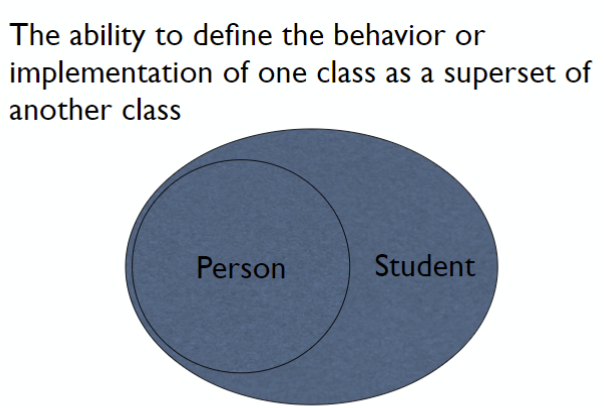 The ability to define the behavior or
implementation of one class as a superset of
another class
Person
Student